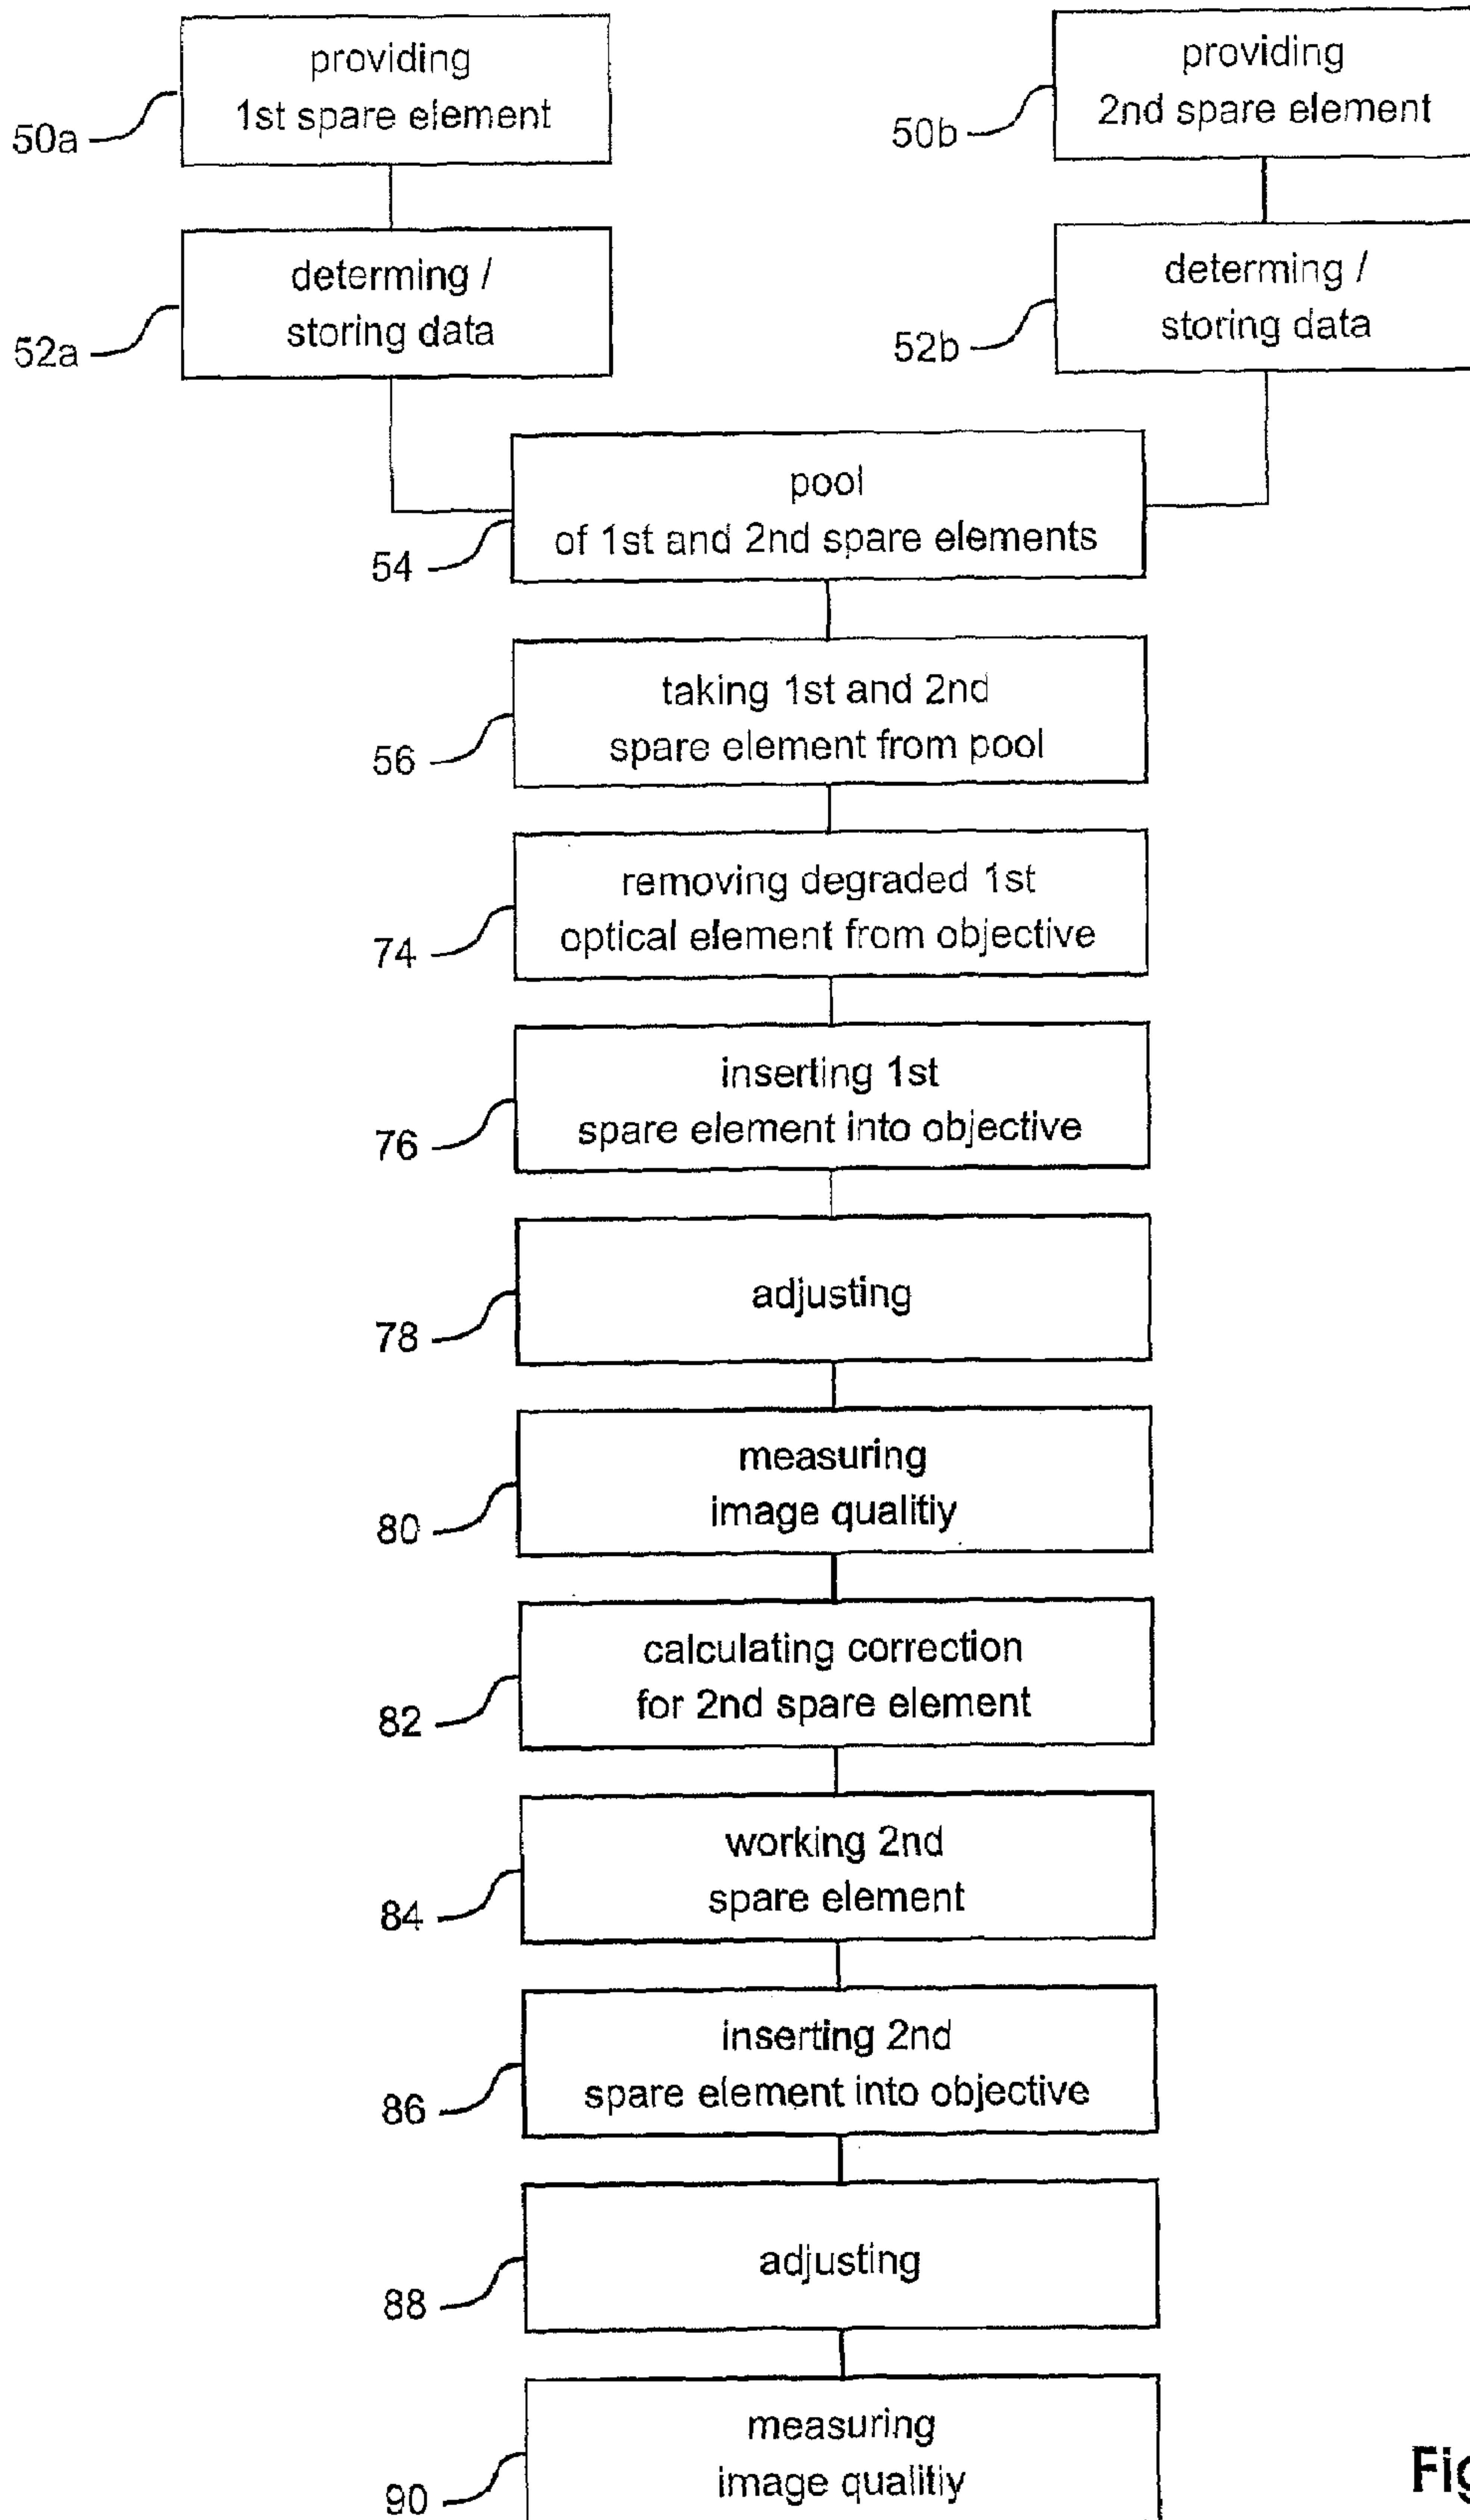 providing
1st spare element
50a
providing
2nd spare element
50b
determing /
storing data
52a
determing /
storing data
52b
pool
of 1st and 2nd spare elements
54
taking 1st and 2nd
spare element from pool
56
removing degraded 1st
optical element from objective
74
inserting 1st
spare element into objective
76
adjusting
78
measuring
image qualitiy
80
calculating correction
for 2nd spare element
82
working 2nd
spare element
84
inserting 2nd
spare element into objective
86
adjusting
88
measuring
image qualitiy
90
Fig